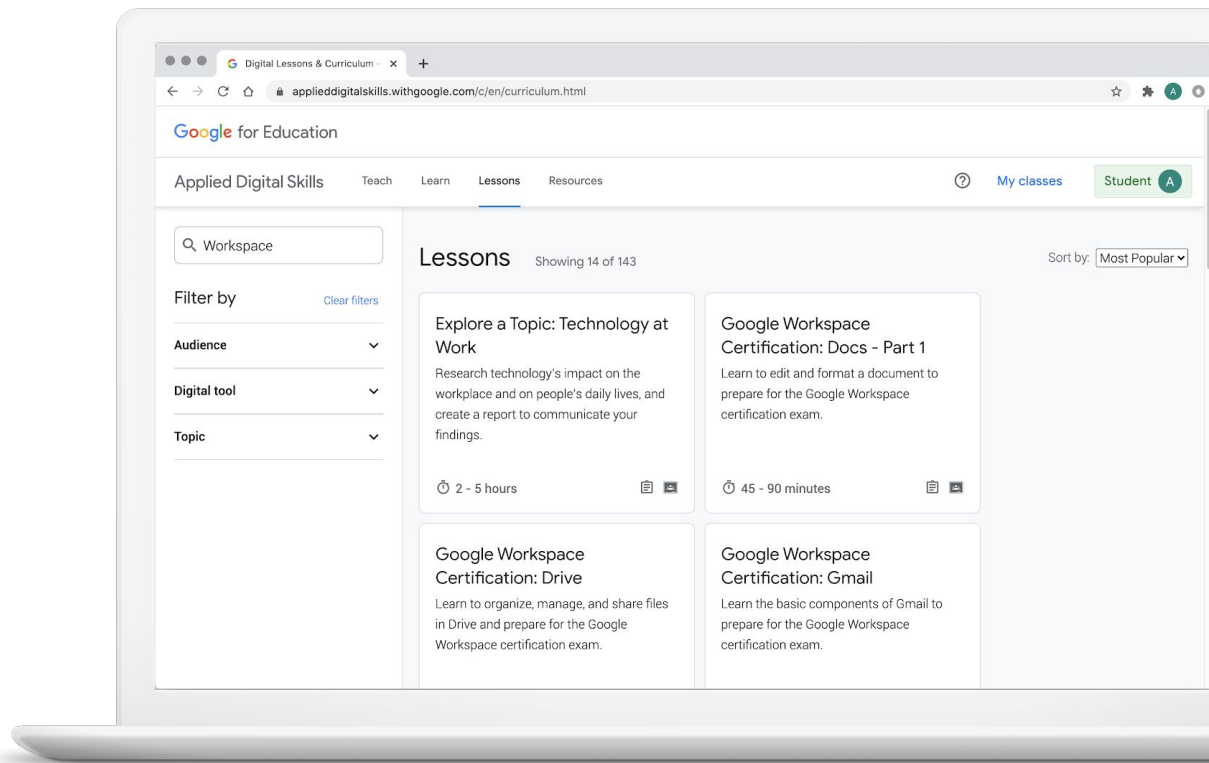 Digital Lessons & Curriculum -
applieddigitalskills.withgoogle.com/c/en/curriculum.html
A
Google for Education
Applied Digital Skills
Teach
Learn
Lessons
Resources
My classes
Student
A
Workspace
Filter by
Clear filters
Audience
Digital tool
Topic
Lessons
Showing 14 of 143
Sort by:
Most Popular
Explore a Topic: Technology at
Work
Research technology's impact on the
workplace and on people's daily lives, and
create a report to communicate your
findings.
2 - 5 hours
Google Workspace
Certification: Docs - Part 1
Learn to edit and format a document to
prepare for the Google Workspace
certification exam.
45 - 90 minutes
Google Workspace
Certification: Drive
Learn to organize, manage, and share files
in Drive and prepare for the Google
Workspace certification exam.
Google Workspace
Certification: Gmail
Learn the basic components of Gmail to
prepare for the Google Workspace
certification exam.